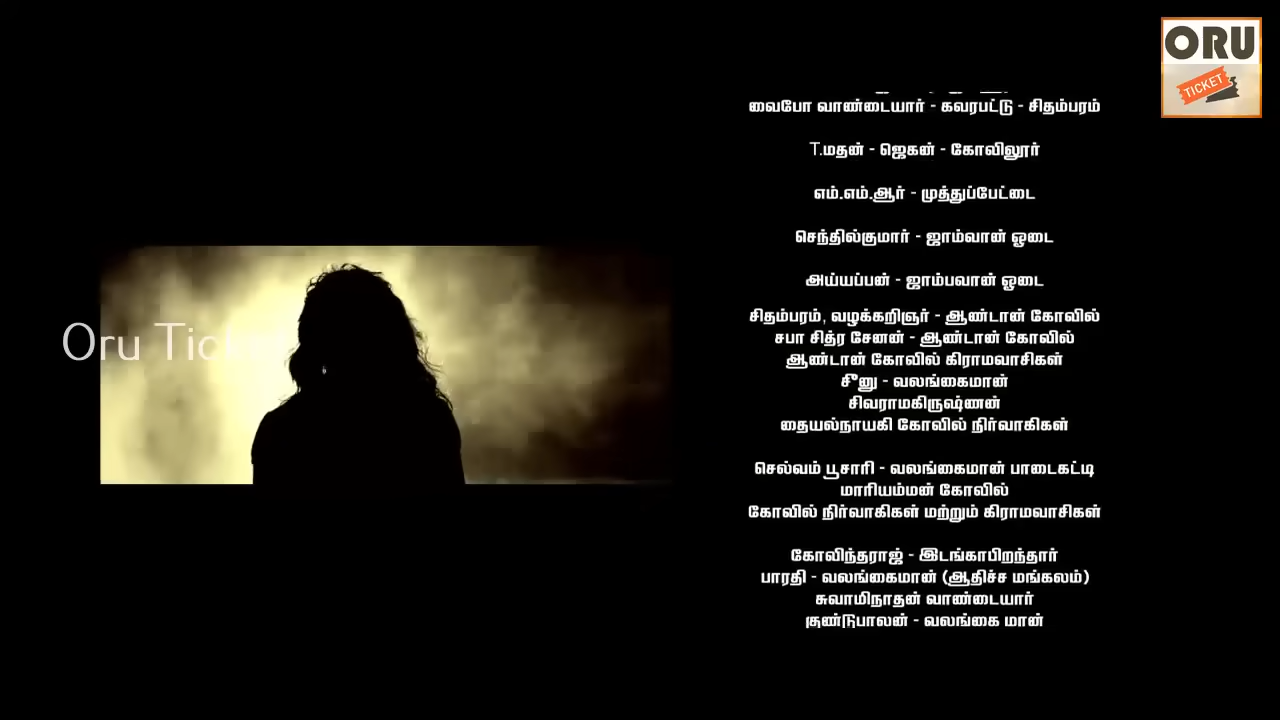 ORU
TICKET
வைபோ வாண்டையார் - கவரபட்டு - சிதம்பரம்
T.மதன் - ஜெகன் - கோவிலூர்
எம்.எம்.ஆர் - முத்துப்பேட்டை
செந்தில்குமார் - ஜாம்வான் ஓடை
அய்யப்பன் - ஜாம்பவான் ஓடை
சிதம்பரம், வழக்கறிஞர் - ஆண்டான் கோவில்
சபா சித்ர சேனன் - ஆண்டான் கோவில்
ஆண்டான் கோவில் கிராமவாசிகள்
Oru Ticket
சீனு - வலங்கைமான்
சிவராமகிருஷ்ணன்
தையல்நாயகி கோவில் நிர்வாகிகள்
செல்வம் பூசாரி - வலங்கைமான் பாடைகட்டி
மாரியம்மன் கோவில்
கோவில் நிர்வாகிகள் மற்றும் கிராமவாசிகள்
கோவிந்தராஜ் - இடங்காபிறந்தார்
பாரதி - வலங்கைமான் (ஆதிச்ச மங்கலம்)
சுவாமிநாதன் வாண்டையார்
குண்டுபாலன் - வலங்கை மான்